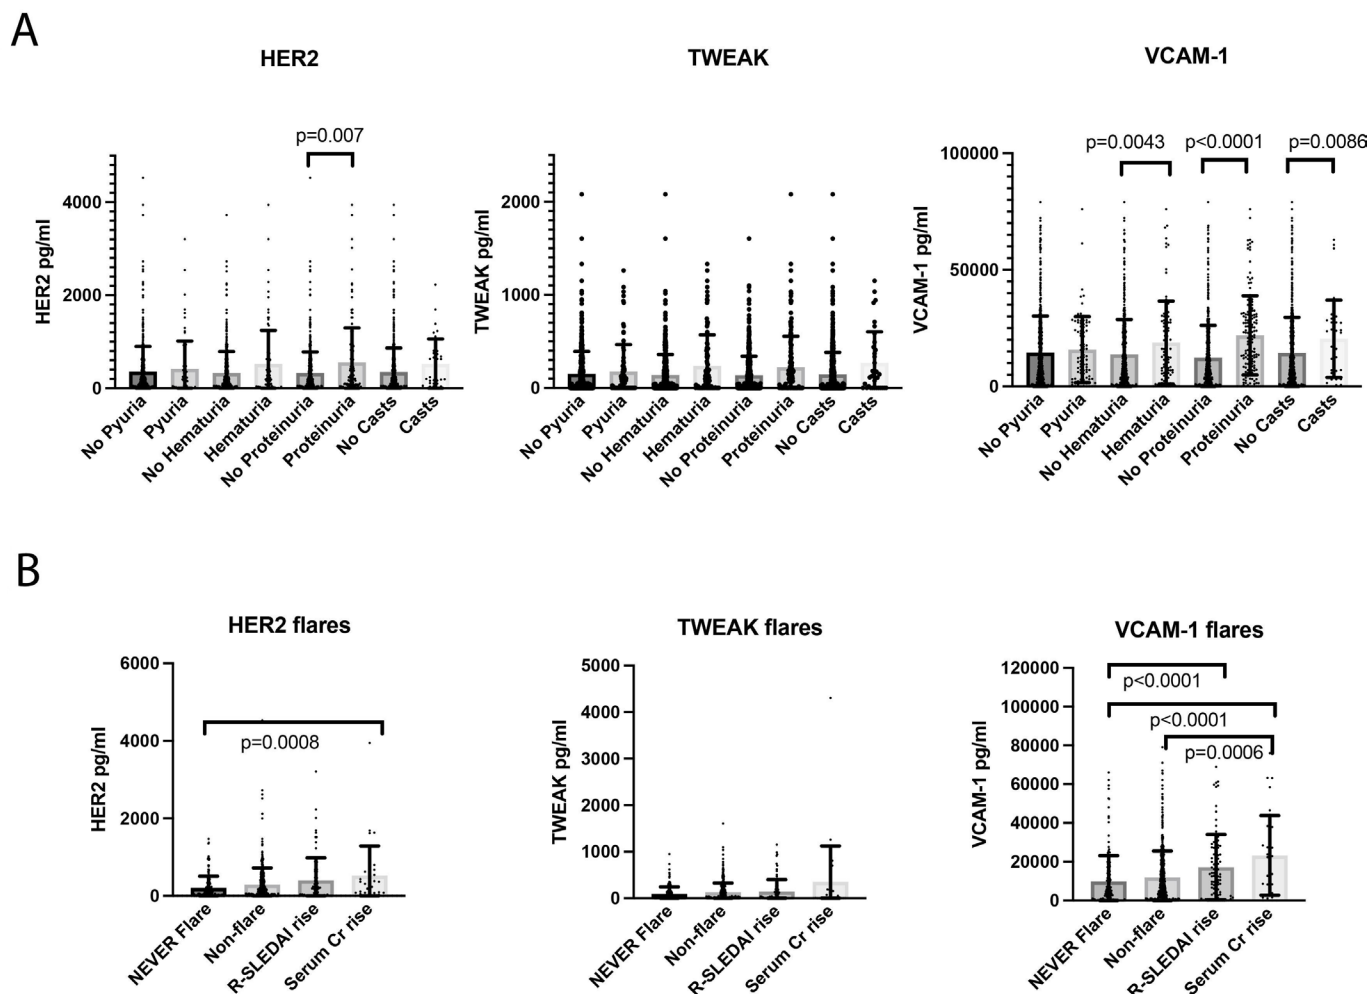 A
HER2
TWEAK
VCAM-1
p=0.007
4000
2000
0
HER2 pg/ml
No Pyuria
Pyuria
No Hematuria
Hematuria
No Proteinuria
Proteinuria
No Casts
Casts
2000
1000
0
TWEAK pg/ml
No Pyuria
Pyuria
No Hematuria
Hematuria
No Proteinuria
Proteinuria
No Casts
Casts
p=0.0043
p<0.0001
p=0.0086
100000
50000
0
VCAM-1 pg/ml
No Pyuria
Pyuria
No Hematuria
Hematuria
No Proteinuria
Proteinuria
No Casts
Casts
B
HER2 flares
6000
4000
2000
0
HER2 pg/ml
p=0.0008
NEVER Flare
Non-flare
R-SLEDAI rise
Serum Cr rise
TWEAK flares
5000
4000
3000
2000
1000
0
TWEAK pg/ml
NEVER Flare
Non-flare
R-SLEDAI rise
Serum Cr rise
VCAM-1 flares
120000
100000
80000
60000
40000
20000
0
VCAM-1 pg/ml
p<0.0001
p<0.0001
p=0.0006
NEVER Flare
Non-flare
R-SLEDAI rise
Serum Cr rise